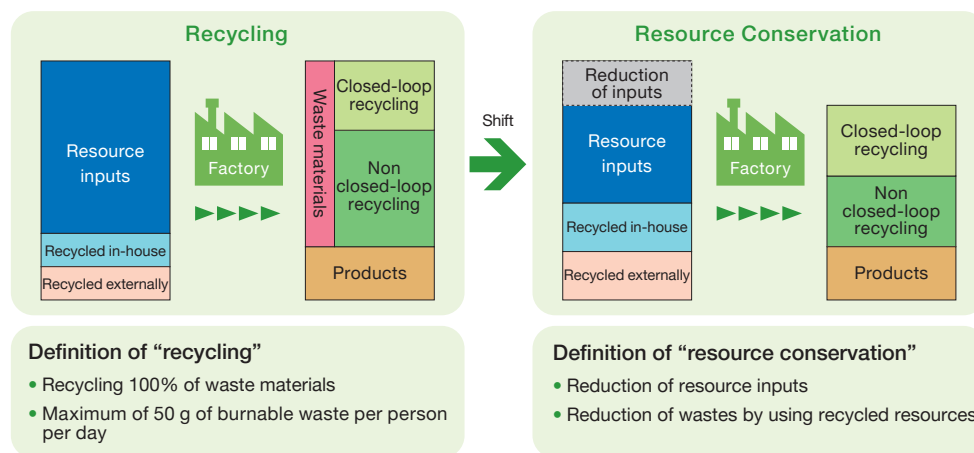 Recycling
Resource
inputs
Recycled in-house
Recycled externally
Factory
Waste materials
Closed-loop
recycling
Non
closed-loop
recycling
Products
Shift
Resource Conservation
Reduction
of inputs
Resource
inputs
Recycled in-house
Recycled externally
Factory
Closed-loop
recycling
Non
closed-loop
recycling
Products
Definition of “recycling”
• Recycling 100% of waste materials
• Maximum of 50 g of burnable waste per person
per day
Definition of “resource conservation”
• Reduction of resource inputs
• Reduction of wastes by using recycled resources